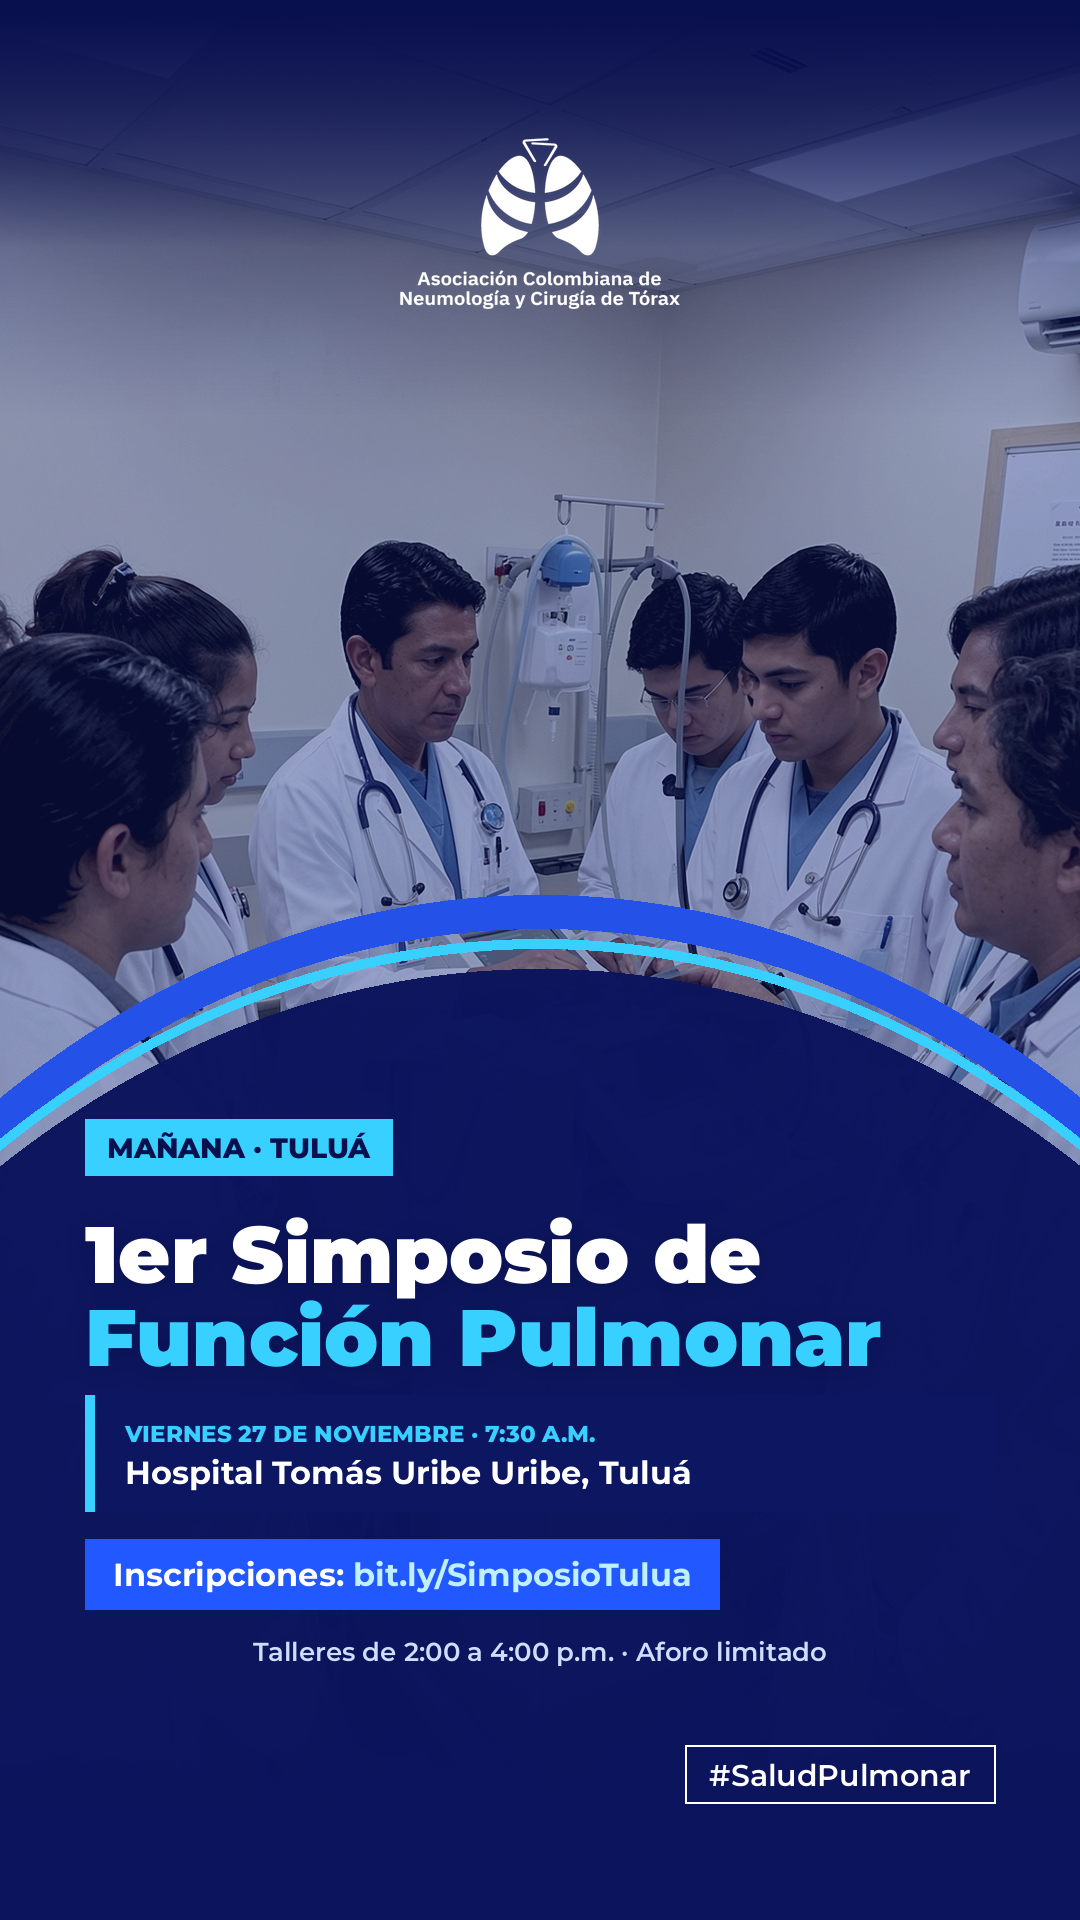 Asociación Colombiana de
Neumología y Cirugía de Tórax
MAÑANA · TULUÁ
1er Simposio de
Función Pulmonar
VIERNES 27 DE NOVIEMBRE · 7:30 A.M.
Hospital Tomás Uribe Uribe, Tuluá
Inscripciones: bit.ly/SimposioTulua
Talleres de 2:00 a 4:00 p.m. · Aforo limitado
#SaludPulmonar